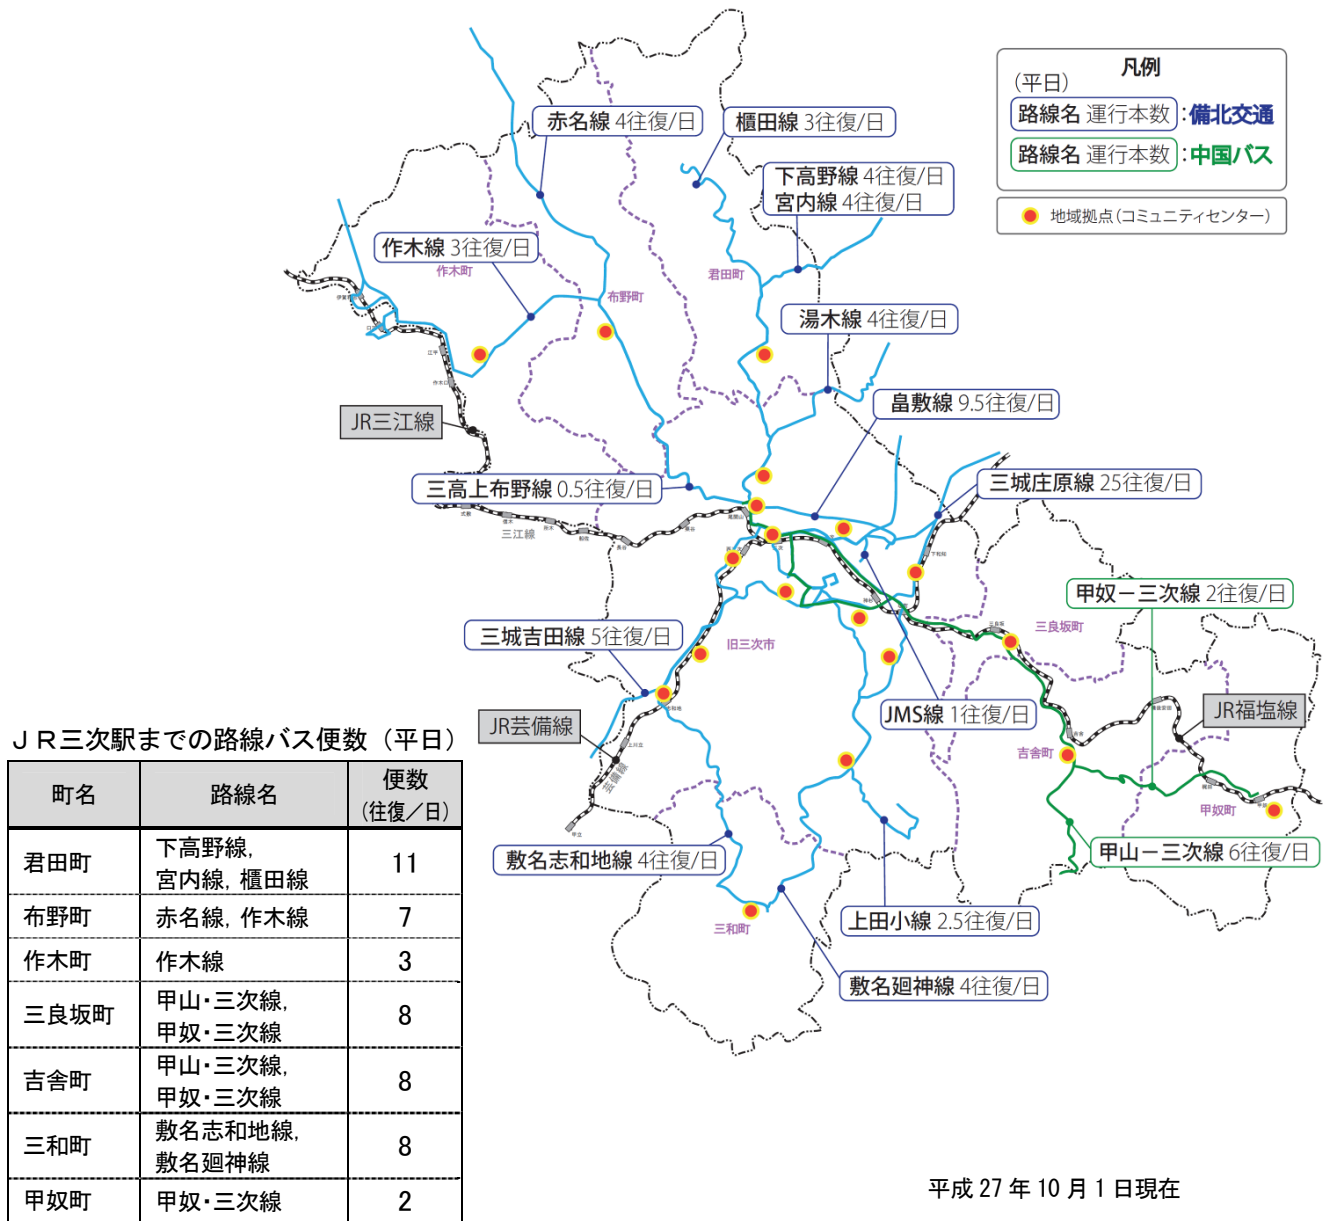 凡例
(平日)
路線名 運行本数:備北交通
路線名 運行本数:中国バス
地域拠点(コミュニティセンター)
赤名線 4往復/日
櫃田線 3往復/日
下高野線 4往復/日
宮内線 4往復/日
作木線 3往復/日
作木町
布野町
君田町
湯木線 4往復/日
畠敷線 9.5往復/日
JR三江線
三高上布野線 0.5往復/日
三城庄原線 25往復/日
三江線
甲奴－三次線 2往復/日
三良坂町
三城吉田線 5往復/日
旧三次市
JMS線 1往復/日
JR芸備線
JR福塩線
吉舎町
芸備線
甲奴町
敷名志和地線 4往復/日
甲山－三次線 6往復/日
三和町
上田小線 2.5往復/日
敷名廻神線 4往復/日
ＪＲ三次駅までの路線バス便数（平日）
町名 路線名 便数
(往復／日)
君田町 下高野線, 11
宮内線, 櫃田線
布野町 赤名線, 作木線 7
作木町 作木線 3
三良坂町 甲山・三次線, 8
甲奴・三次線
吉舎町 甲山・三次線, 8
甲奴・三次線
三和町 敷名志和地線, 8
敷名廻神線
甲奴町 甲奴・三次線 2
平成 27 年 10 月 1 日現在